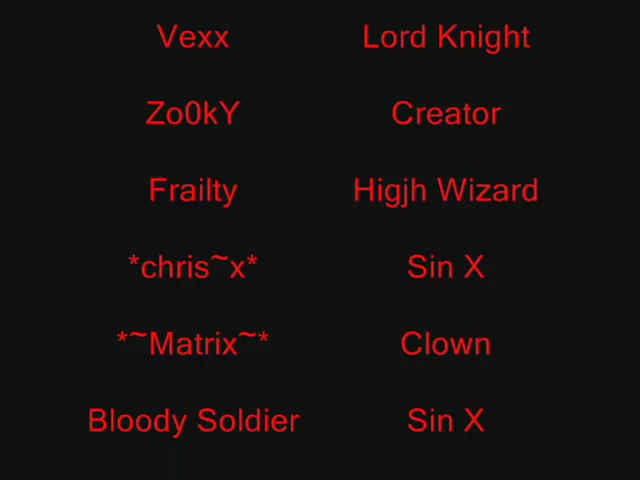 Vexx Lord Knight
Zo0kY Creator
Frailty Higjh Wizard
*chris~x* Sin X
*~Matrix~* Clown
Bloody Soldier Sin X